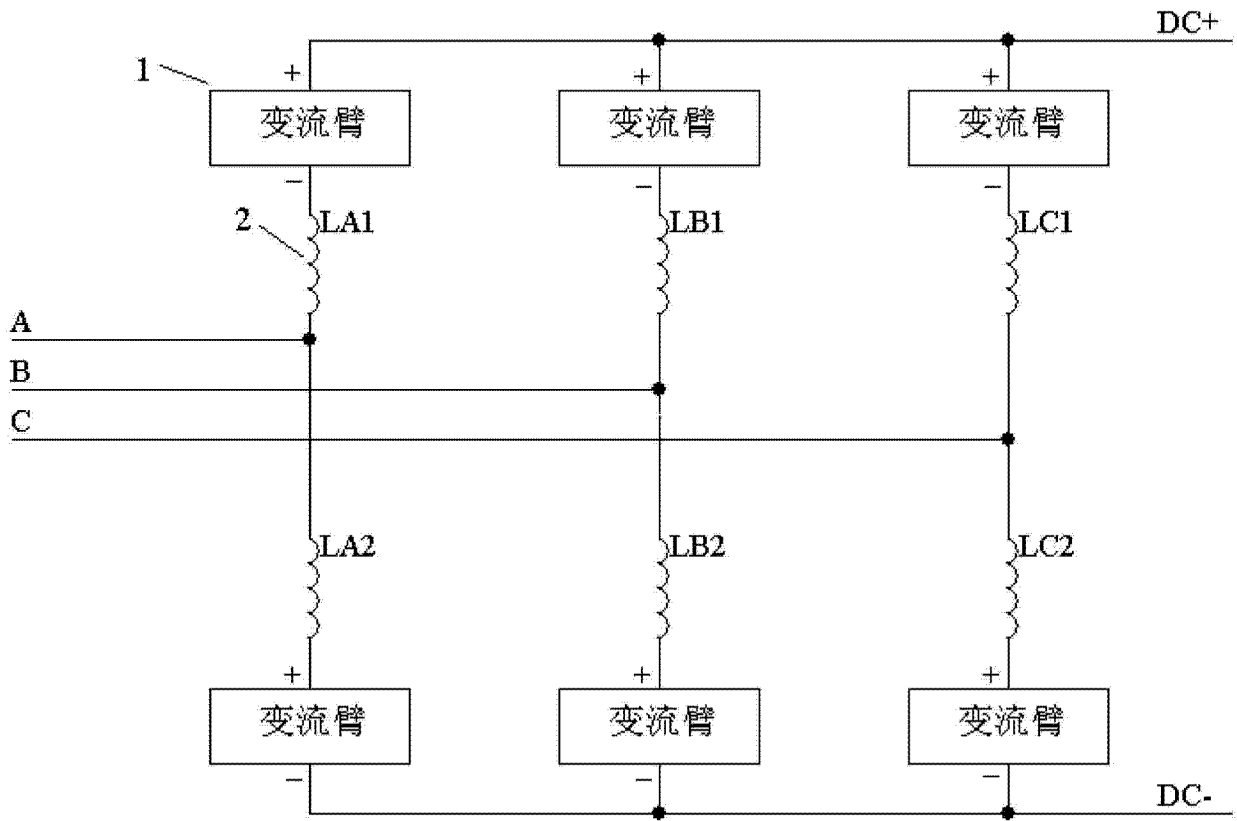 DC+
1
+ + +
变流臂 变流臂 变流臂
− − −
2 LA1 LB1 LC1
A
B
C
LA2 LB2 LC2
+ + +
变流臂 变流臂 变流臂
− − −
DC-